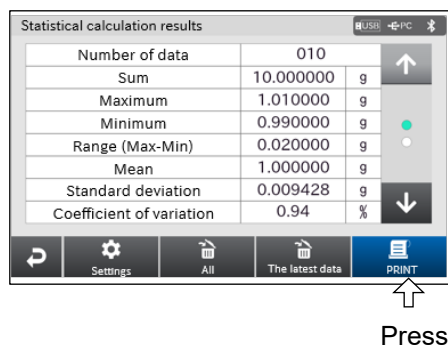 Statistical calculation results USB PC
Number of data 010
Sum 10.000000 g
Maximum 1.010000 g
Minimum 0.990000 g
Range (Max-Min) 0.020000 g
Mean 1.000000 g
Standard deviation 0.009428 g
Coefficient of variation 0.94 %
Settings All The latest data PRINT
Press